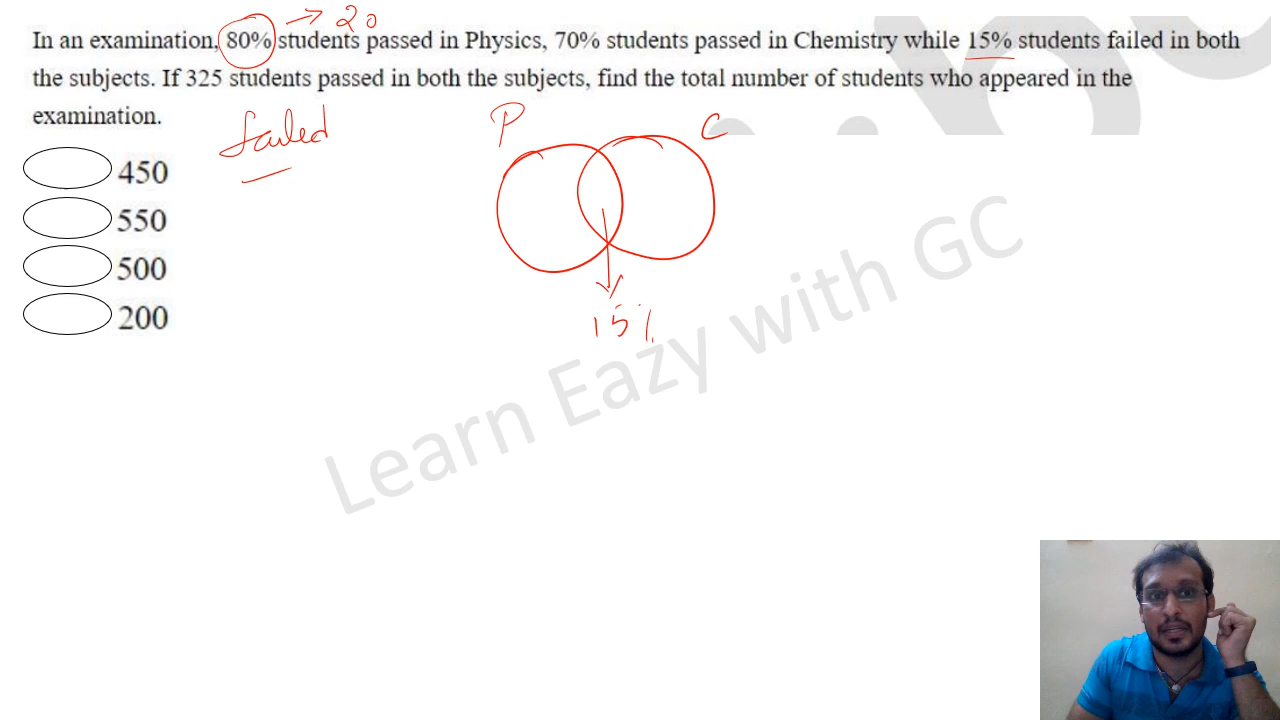 → 20
In an examination, 80% students passed in Physics, 70% students passed in Chemistry while 15% students failed in both
the subjects. If 325 students passed in both the subjects, find the total number of students who appeared in the
examination.
failed
P
C
450
550
500
200
15%
Learn Eazy with GC